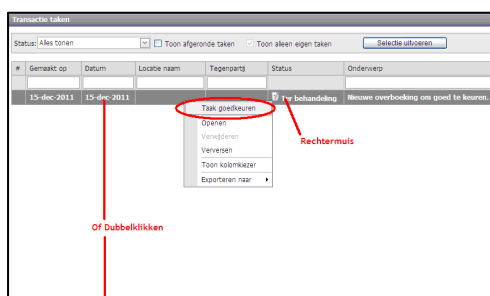 Transactie taken
Status: Alles tonen Toon afgeronde taken Toon alleen eigen taken Selectie uitvoeren
# Gemaakt op Datum Locatie naam Tegenpartij Status Onderwerp
15-dec-2011 15-dec-2011 Ter behandeling Nieuwe overboeking om goed te keuren.
Taak goedkeuren
Openen
Verwijderen
Verversen
Toon kolomkiezer
Exporteren naar
Rechtermuis
Of Dubbelklikken